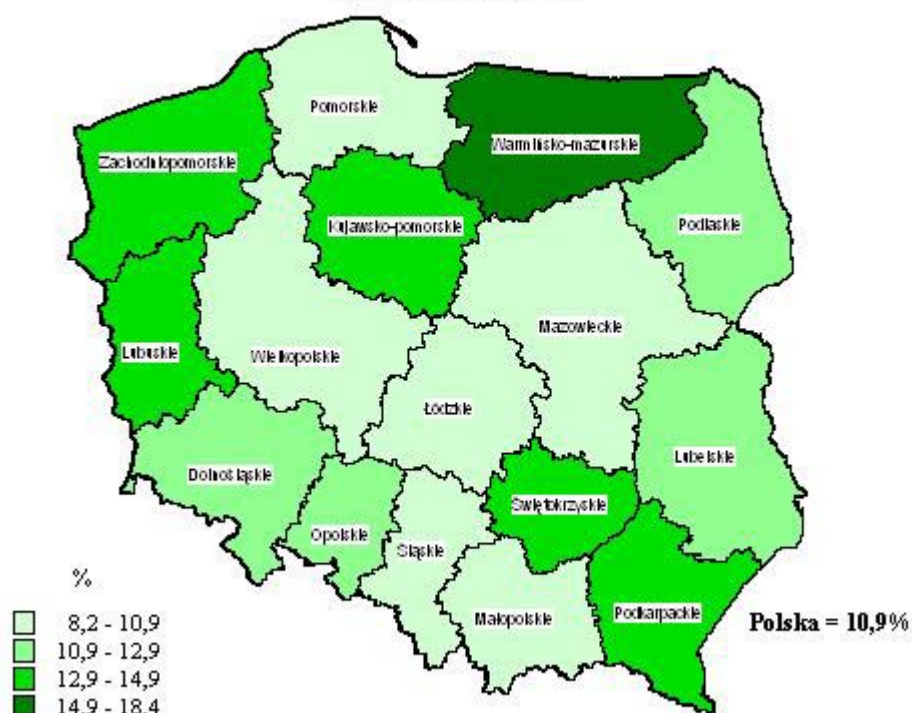 Pomorskie
Warmińsko-mazurskie
Zachodniopomorskie
Podlaskie
Kujawsko-pomorskie
Mazowieckie
Lubuskie
Wielkopolskie
Łódzkie
Lubelskie
Dolnośląskie
Świętokrzyskie
Opolskie
Śląskie
Podkarpackie
Małopolskie
Polska = 10,9%
%
8,2 - 10,9
10,9 - 12,9
12,9 - 14,9
14,9 - 18,4